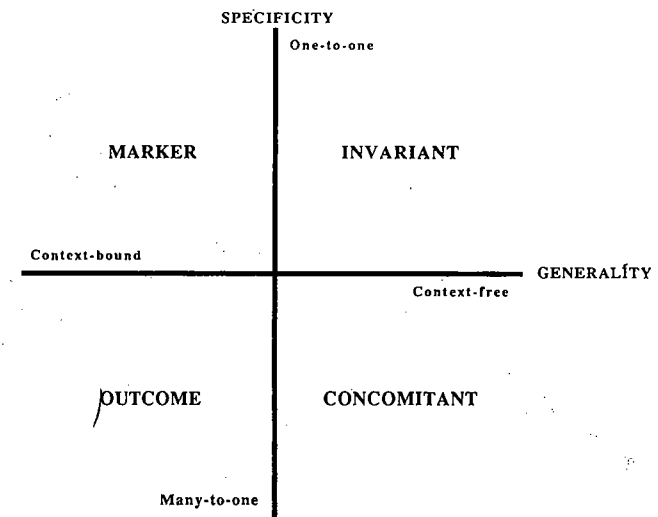 SPECIFICITY
One-to-one
MARKER
INVARIANT
Context-bound
GENERALITY
Context-free
OUTCOME
CONCOMITANT
Many-to-one